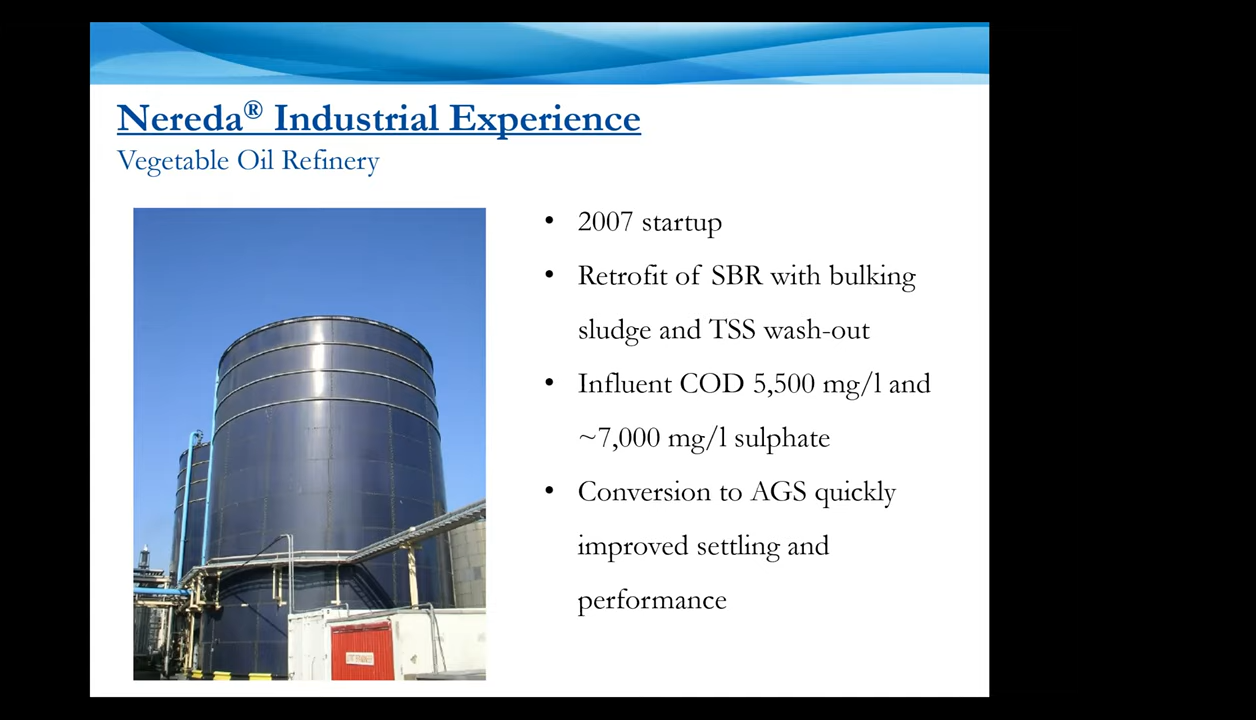 Nereda® Industrial Experience
Vegetable Oil Refinery
• 2007 startup
• Retrofit of SBR with bulking
sludge and TSS wash-out
• Influent COD 5,500 mg/l and
~7,000 mg/l sulphate
• Conversion to AGS quickly
improved settling and
performance